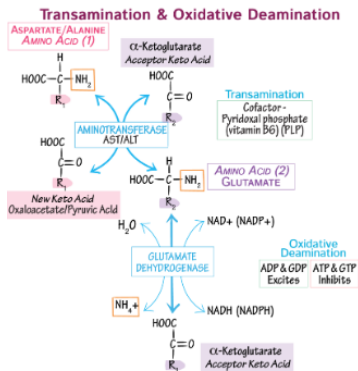 Transamination & Oxidative Deamination
ASPARTATE/ALANINE
AMINO ACID (1)
H
HOOC-C-NH2
R1
α-Ketoglutarate
Acceptor Keto Acid
HOOC
C=O
R2
Transamination
Cofactor -
Pyridoxal phosphate
(vitamin B6) (PLP)
AMINOTRANSFERASE
AST/ALT
HOOC
C=O
R1
New Keto Acid
Oxaloacetate/Pyruvic Acid
H
HOOC-C-NH2
R2
AMINO ACID (2)
GLUTAMATE
H2O
NAD+ (NADP+)
GLUTAMATE
DEHYDROGENASE
Oxidative
Deamination
ADP & GDP
Excites
ATP & GTP
Inhibits
NH4+
NADH (NADPH)
HOOC
C=O
R1
α-Ketoglutarate
Acceptor Keto Acid